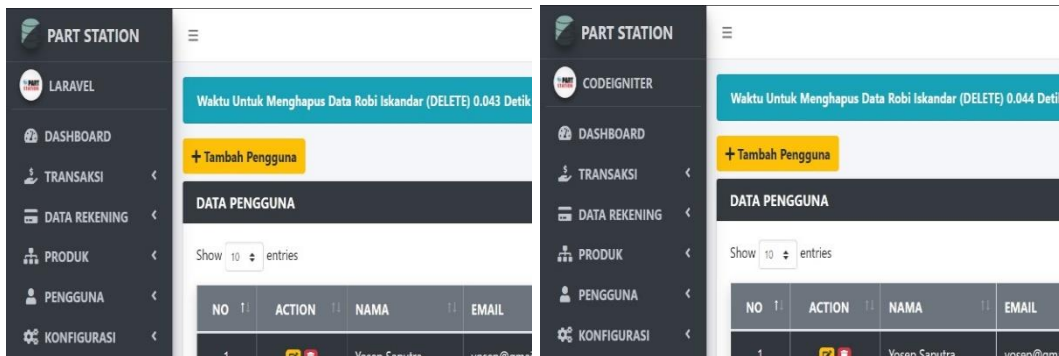 PART STATION
LARAVEL
DASHBOARD
TRANSAKSI
DATA REKENING
PRODUK
PENGGUNA
KONFIGURASI
Waktu Untuk Menghapus Data Robi Iskandar (DELETE) 0.043 Detik
+ Tambah Pengguna
DATA PENGGUNA
Show 10 entries
NO ACTION NAMA EMAIL
1 Yosep Saputra
PART STATION
CODEIGNITER
DASHBOARD
TRANSAKSI
DATA REKENING
PRODUK
PENGGUNA
KONFIGURASI
Waktu Untuk Menghapus Data Robi Iskandar (DELETE) 0.044 Deti
+ Tambah Pengguna
DATA PENGGUNA
Show 10 entries
NO ACTION NAMA EMAIL
1 Yosep Saputra